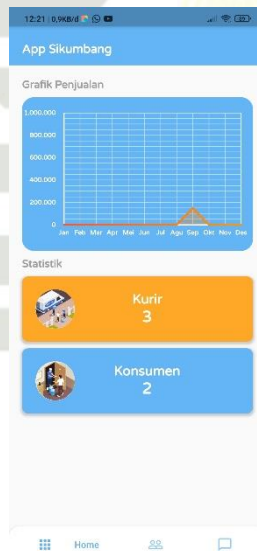 12:21 | 0,9KB/d
App Sikumbang
Grafik Penjualan
1.000.000
800.000
600.000
400.000
200.000
0
Jan Feb Mar Apr Mei Jun Jul Agu Sep Okt Nov Des
Statistik
Kurir
3
Konsumen
2
Home